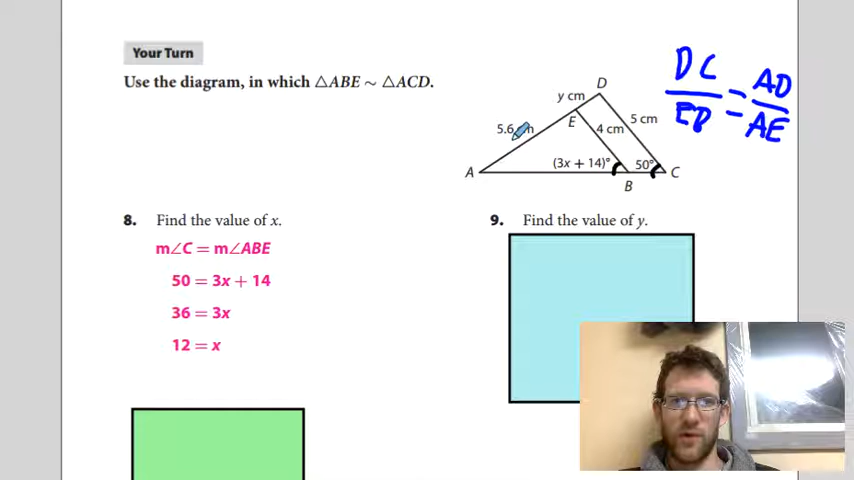 Your Turn
Use the diagram, in which △ABE ~ △ACD.
DC/EB = AD/AE
D
y cm
5.6
E
4 cm
5 cm
A
(3x + 14)°
50°
C
B
8. Find the value of x.
m∠C = m∠ABE
50 = 3x + 14
36 = 3x
12 = x
9. Find the value of y.